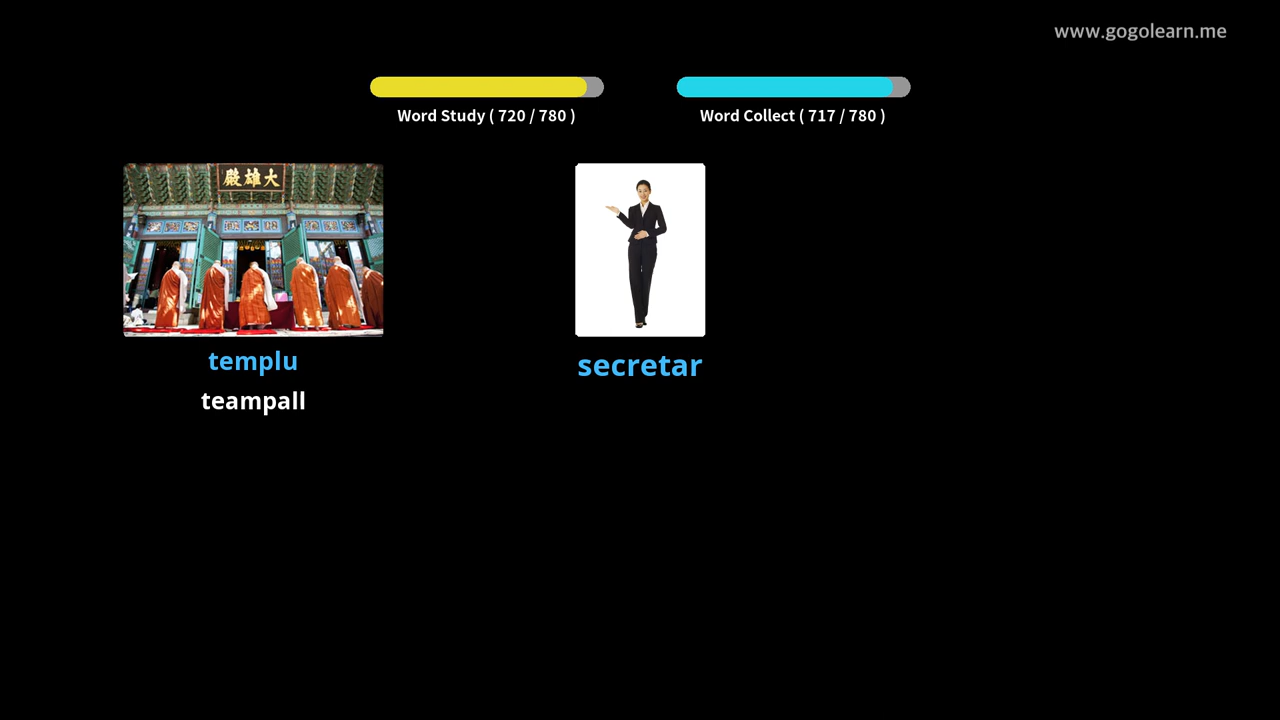 www.gogolearn.me
Word Study ( 720 / 780 )
Word Collect ( 717 / 780 )
殿雄大
templu
teampall
secretar